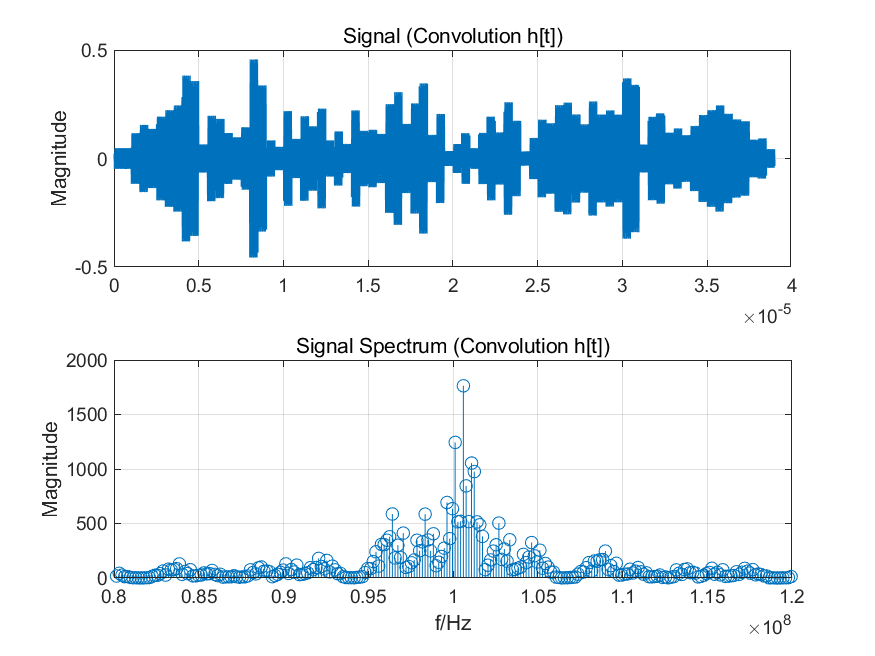 Signal (Convolution h[t])
0.5
0
-0.5
Magnitude
0 0.5 1 1.5 2 2.5 3 3.5 4
×10-5
Signal Spectrum (Convolution h[t])
2000
1500
1000
500
0
Magnitude
0.8 0.85 0.9 0.95 1 1.05 1.1 1.15 1.2
f/Hz
×108